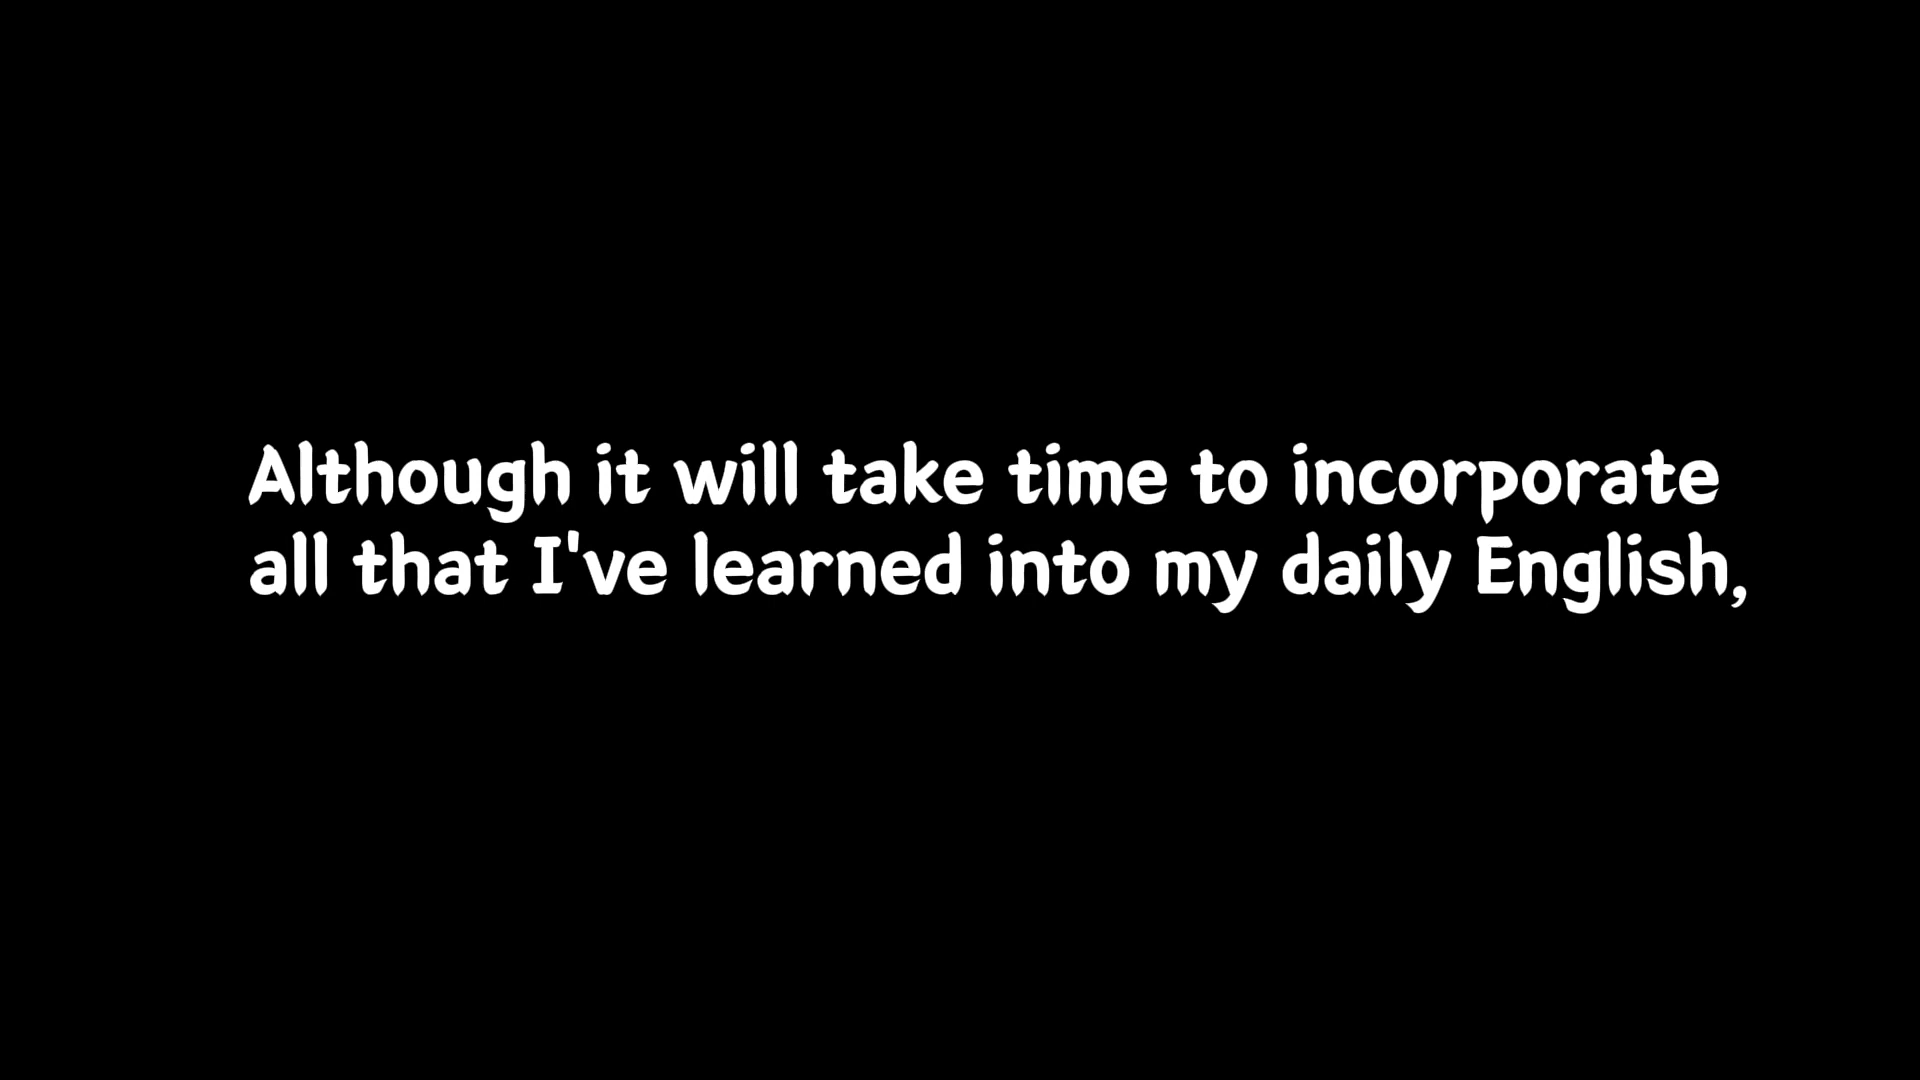 Although it will take time to incorporate
all that I've learned into my daily English,